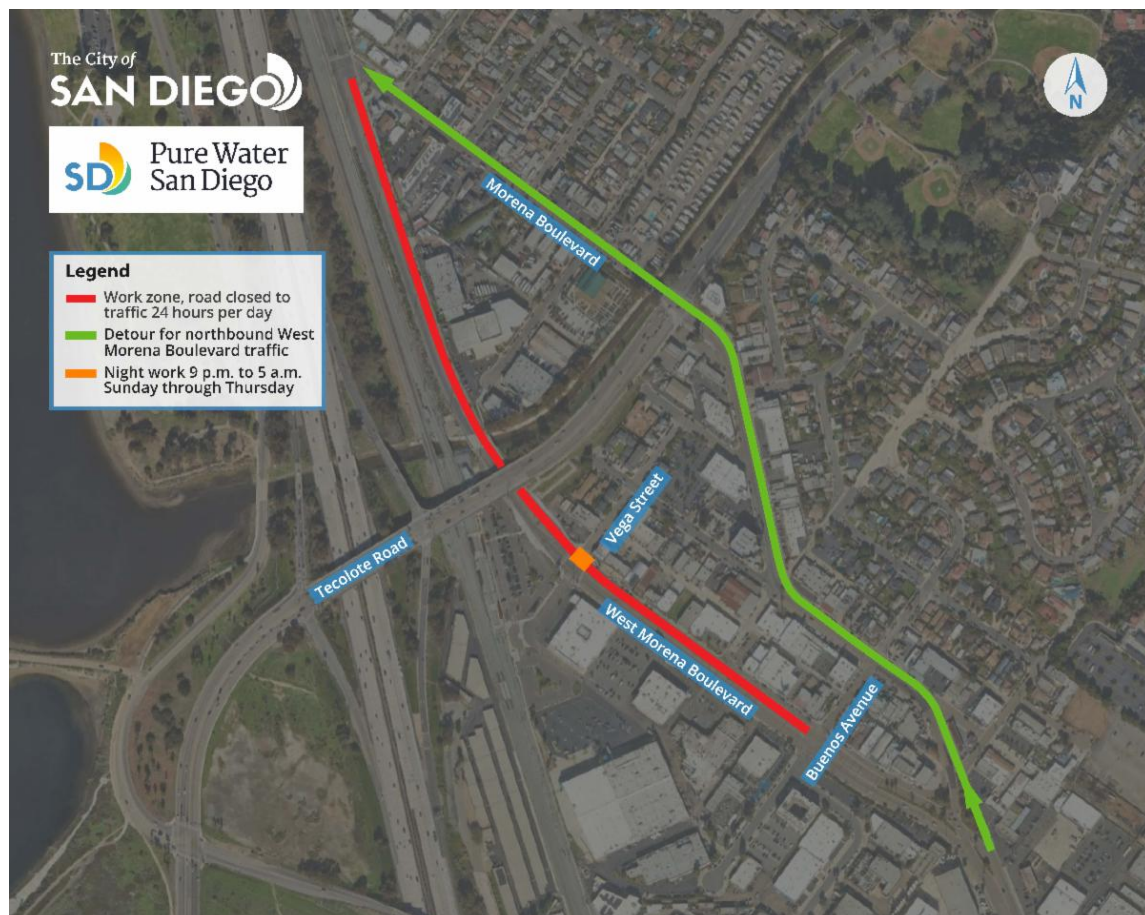 The City of
SAN DIEGO
SD
Pure Water
San Diego
N
Legend
Work zone, road closed to
traffic 24 hours per day
Detour for northbound West
Morena Boulevard traffic
Night work 9 p.m. to 5 a.m.
Sunday through Thursday
Morena Boulevard
Vega Street
Tecolote Road
West Morena Boulevard
Buenos Avenue